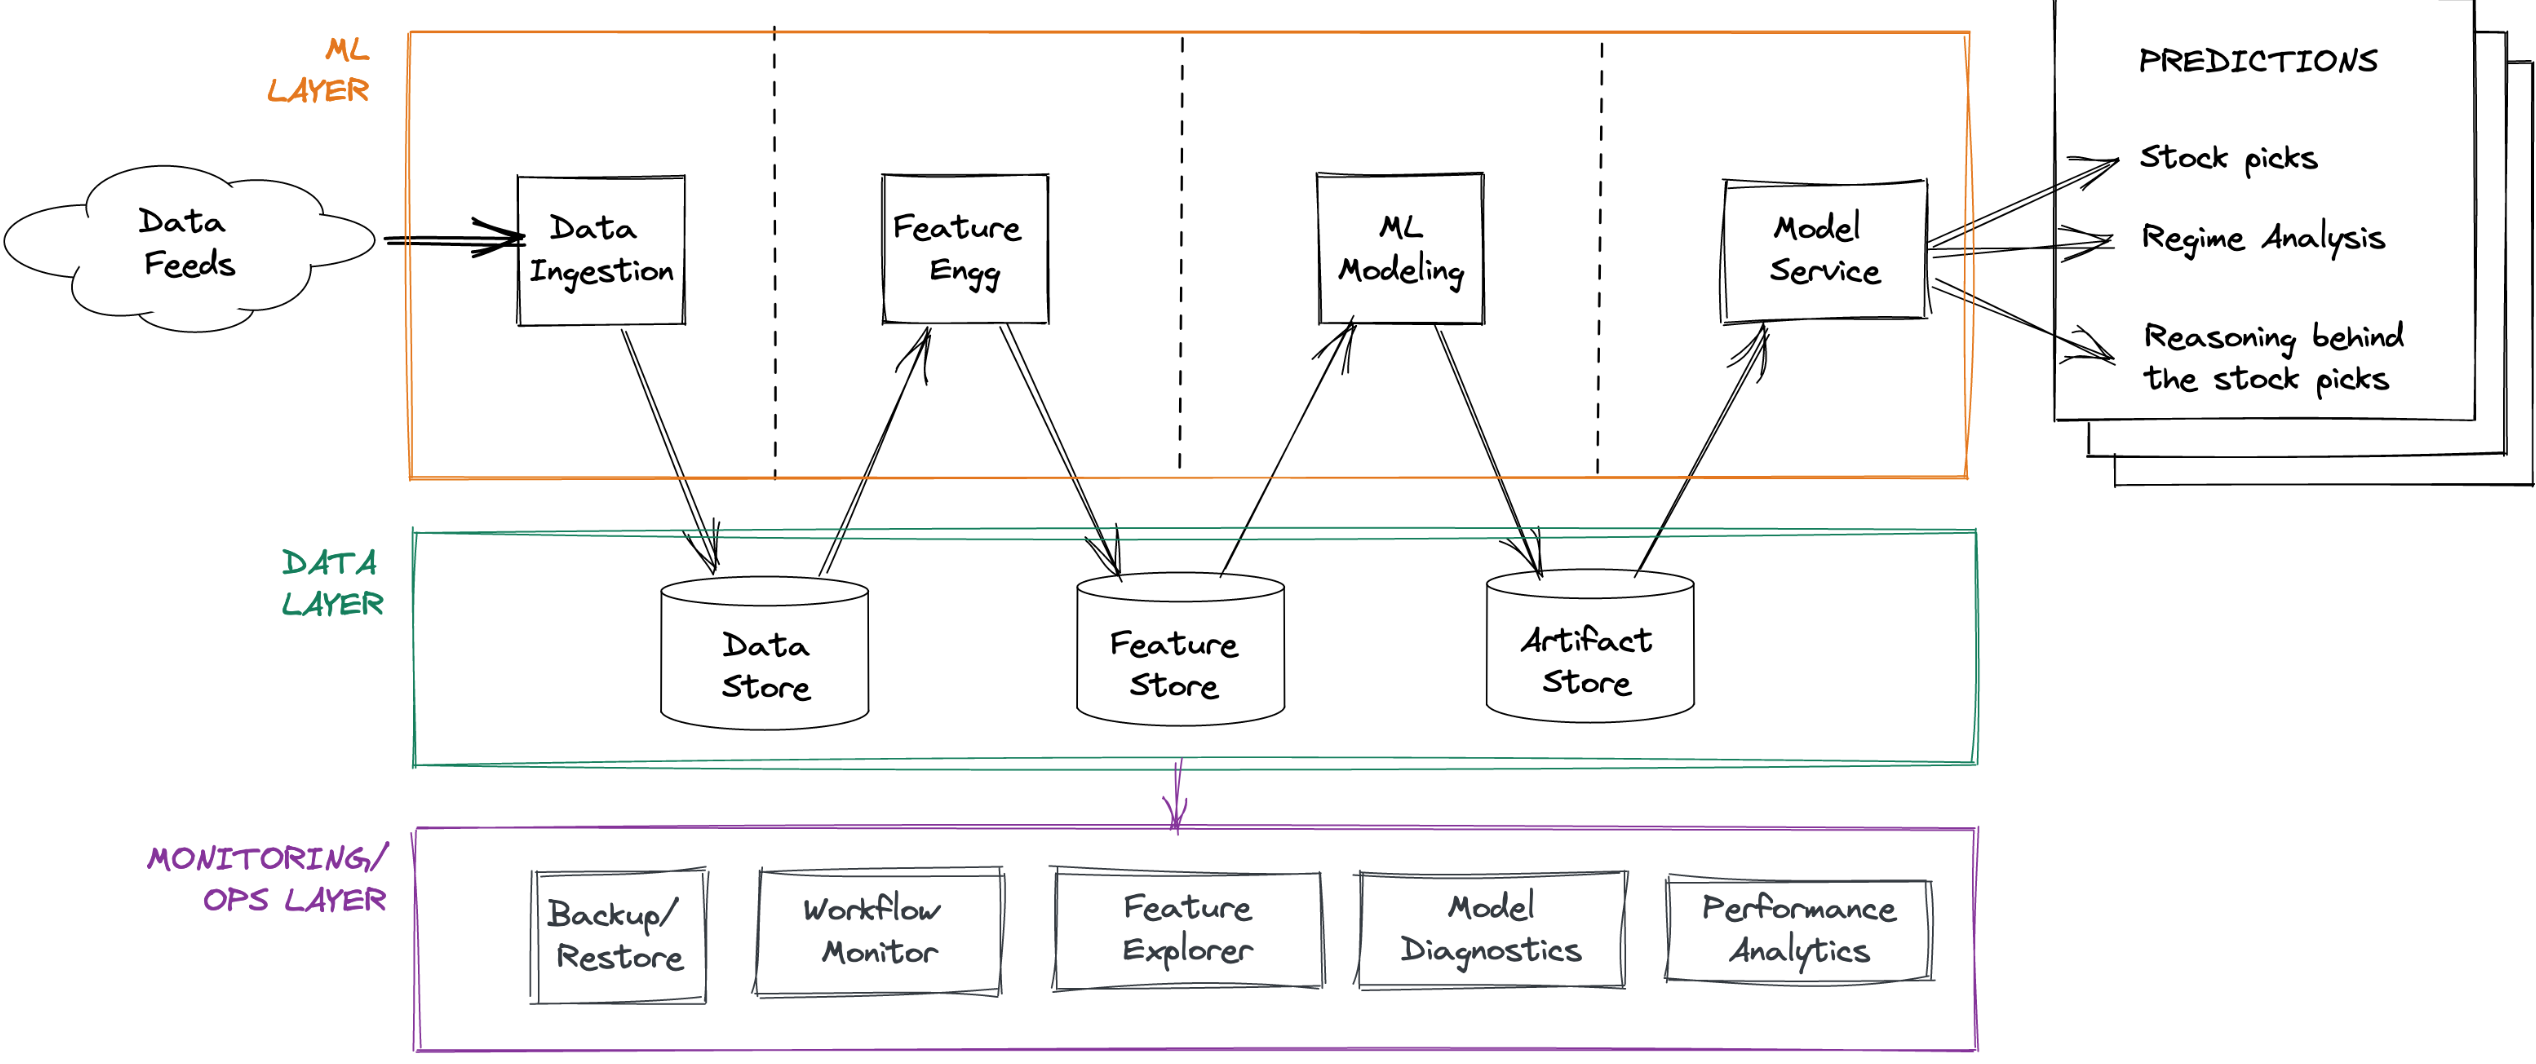 ML
LAYER
Data
Feeds
Data
Ingestion
Feature
Engg
ML
Modeling
Model
Service
PREDICTIONS
Stock picks
Regime Analysis
Reasoning behind
the stock picks
DATA
LAYER
Data
Store
Feature
Store
Artifact
Store
MONITORING/
OPS LAYER
Backup/
Restore
Workflow
Monitor
Feature
Explorer
Model
Diagnostics
Performance
Analytics